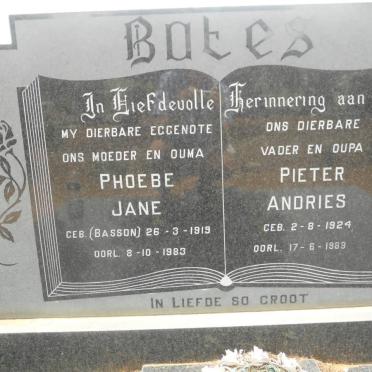 Bates
In Liefdevolle Herinnering aan
MY DIERBARE EGGENOTE
ONS MOEDER EN OUMA
PHOEBE
JANE
GEB. (BASSON) 26-3-1919
OORL. 8-10-1983
ONS DIERBARE
VADER EN OUPA
PIETER
ANDRIES
GEB. 2-8-1924
OORL. 17-6-1989
IN LIEFDE SO GROOT